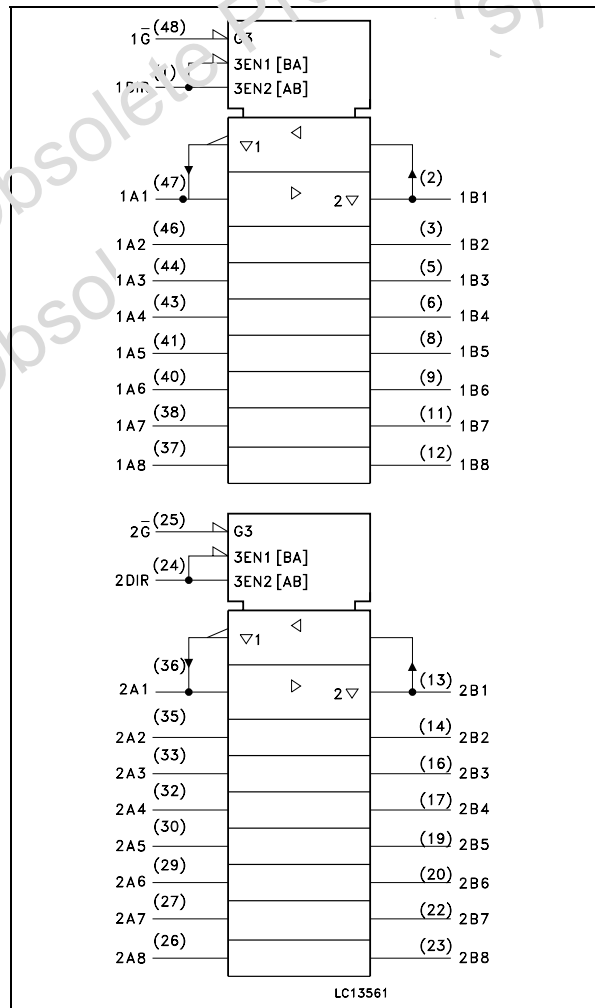 1G̅ (48) G3
3EN1 [BA]
1DIR (1) 3EN2 [AB]
▽1 ◁
1A1 (47) ▷ 2▽ (2) 1B1
1A2 (46) (3) 1B2
1A3 (44) (5) 1B3
1A4 (43) (6) 1B4
1A5 (41) (8) 1B5
1A6 (40) (9) 1B6
1A7 (38) (11) 1B7
1A8 (37) (12) 1B8
2G̅ (25) G3
3EN1 [BA]
2DIR (24) 3EN2 [AB]
▽1 ◁
2A1 (36) ▷ 2▽ (13) 2B1
2A2 (35) (14) 2B2
2A3 (33) (16) 2B3
2A4 (32) (17) 2B4
2A5 (30) (19) 2B5
2A6 (29) (20) 2B6
2A7 (27) (22) 2B7
2A8 (26) (23) 2B8
LC13561